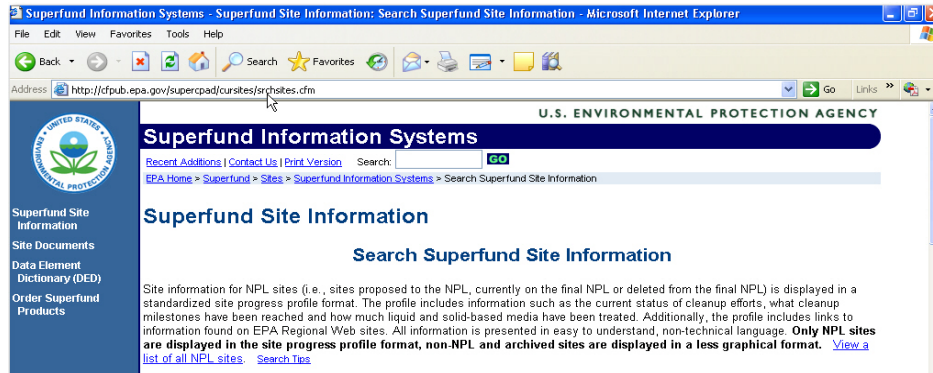 Superfund Information Systems - Superfund Site Information: Search Superfund Site Information - Microsoft Internet Explorer
File Edit View Favorites Tools Help
Back Search Favorites
Address http://cfpub.epa.gov/supercpad/cursites/srchsites.cfm Go Links »
U.S. ENVIRONMENTAL PROTECTION AGENCY
UNITED STATES ENVIRONMENTAL PROTECTION AGENCY
Superfund Information Systems
Recent Additions | Contact Us | Print Version Search: GO
EPA Home > Superfund > Sites > Superfund Information Systems > Search Superfund Site Information
Superfund Site
Information
Site Documents
Data Element
Dictionary (DED)
Order Superfund
Products
Superfund Site Information
Search Superfund Site Information
Site information for NPL sites (i.e., sites proposed to the NPL, currently on the final NPL or deleted from the final NPL) is displayed in a
standardized site progress profile format. The profile includes information such as the current status of cleanup efforts, what cleanup
milestones have been reached and how much liquid and solid-based media have been treated. Additionally, the profile includes links to
information found on EPA Regional Web sites. All information is presented in easy to understand, non-technical language. Only NPL sites
are displayed in the site progress profile format, non-NPL and archived sites are displayed in a less graphical format. View a
list of all NPL sites. Search Tips